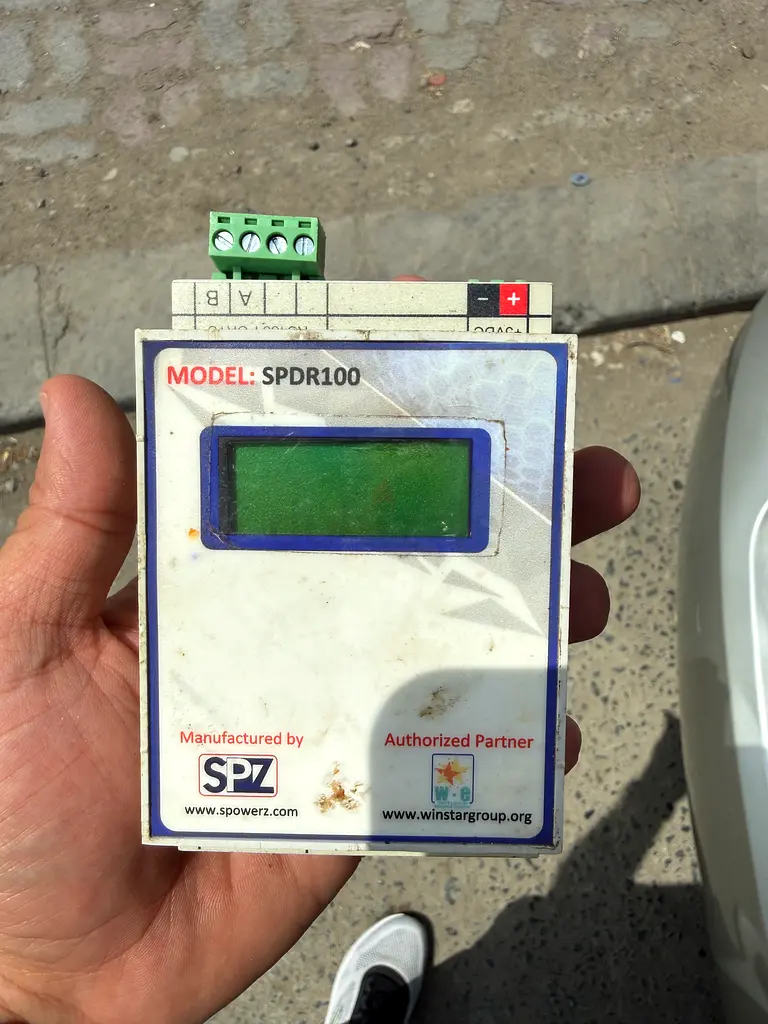 B A
- +
+5VDC
MODEL: SPDR100
Manufactured by
SPZ
www.spowerz.com
Authorized Partner
w e
www.winstargroup.org